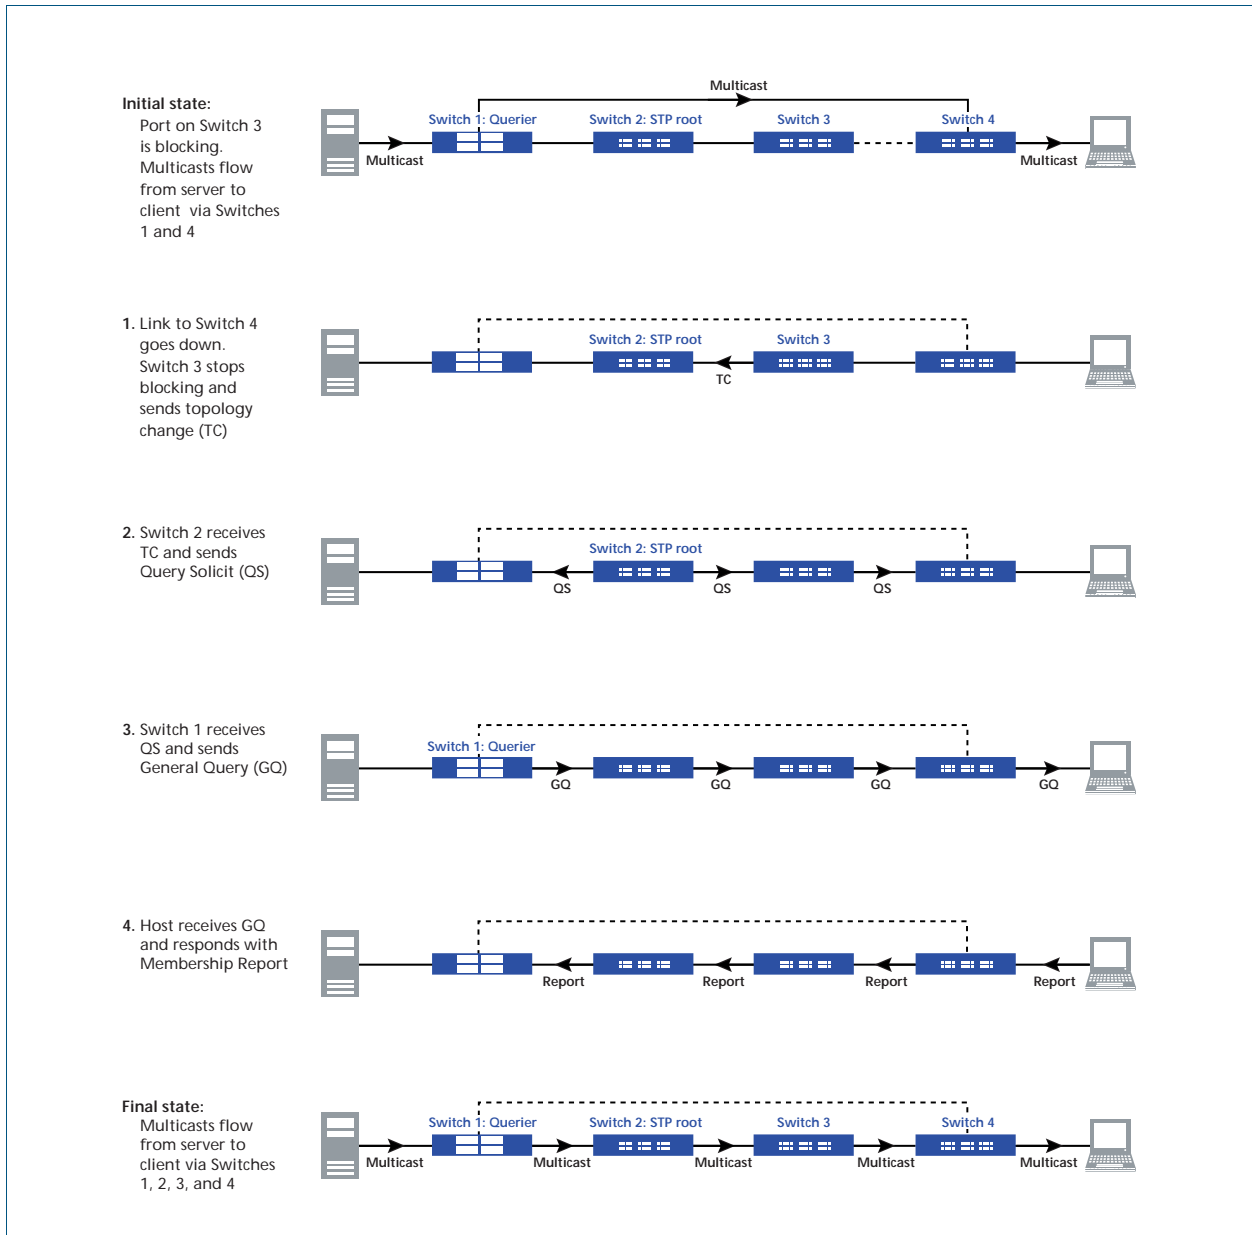 Initial state:
Port on Switch 3
is blocking.
Multicasts flow
from server to
client via Switches
1 and 4
Multicast
Switch 1: Querier
Switch 2: STP root
Switch 3
Switch 4
Multicast
Multicast
1. Link to Switch 4
goes down.
Switch 3 stops
blocking and
sends topology
change (TC)
Switch 2: STP root
Switch 3
TC
2. Switch 2 receives
TC and sends
Query Solicit (QS)
Switch 2: STP root
QS
QS
QS
3. Switch 1 receives
QS and sends
General Query (GQ)
Switch 1: Querier
GQ
GQ
GQ
GQ
4. Host receives GQ
and responds with
Membership Report
Report
Report
Report
Report
Final state:
Multicasts flow
from server to
client via Switches
1, 2, 3, and 4
Switch 1: Querier
Switch 2: STP root
Switch 3
Switch 4
Multicast
Multicast
Multicast
Multicast
Multicast